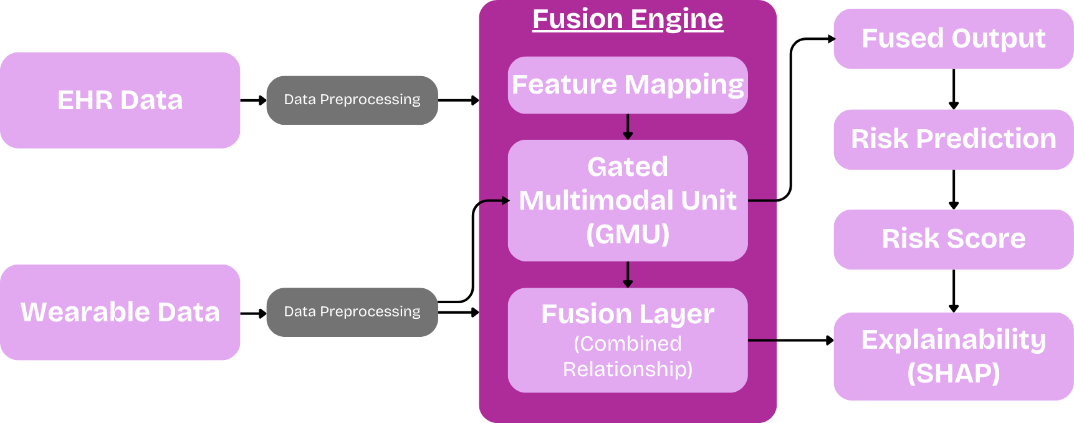 EHR Data
Data Preprocessing
Wearable Data
Data Preprocessing
Fusion Engine
Feature Mapping
Gated
Multimodal Unit
(GMU)
Fusion Layer
(Combined
Relationship)
Fused Output
Risk Prediction
Risk Score
Explainability
(SHAP)